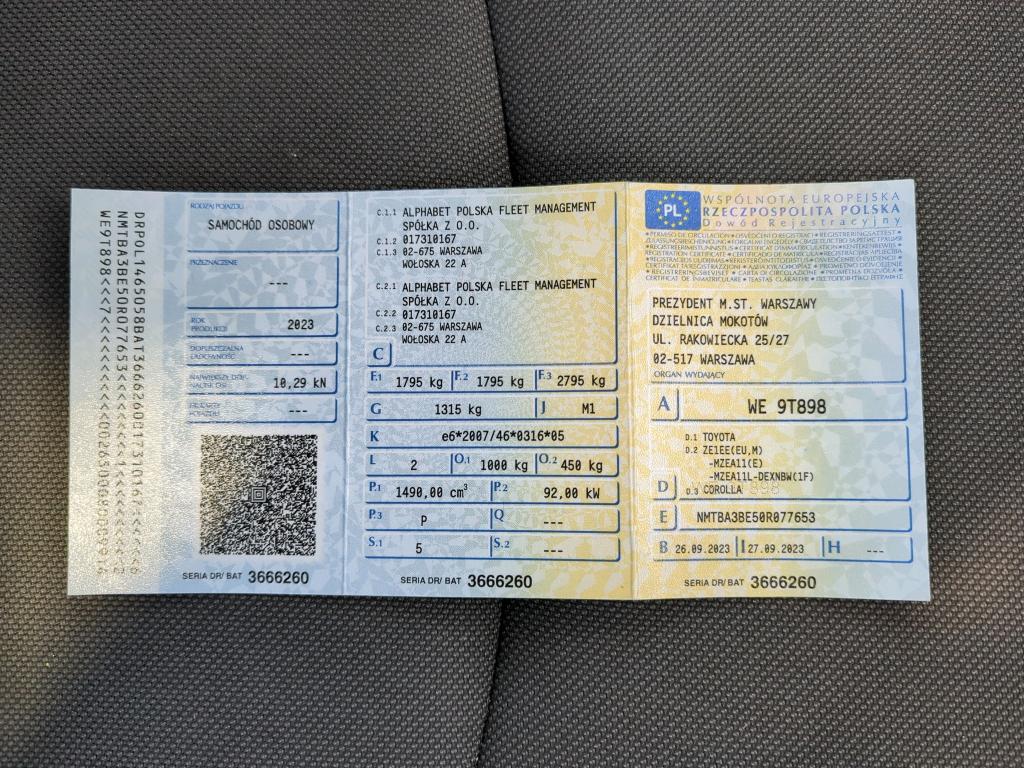 RODZAJ POJAZDU
SAMOCHÓD OSOBOWY
PRZEZNACZENIE
---
ROK
PRODUKCJI
2023
DOPUSZCZALNA
ŁADOWNOŚĆ
---
NAJWIĘKSZY DOP.
NACISK OSI
10,29 kN
NR KARTY
POJAZDU
---
SERIA DR/ BAT 3666260
C.1.1 ALPHABET POLSKA FLEET MANAGEMENT
SPÓŁKA Z O.O.
C.1.2 017310167
C.1.3 02-675 WARSZAWA
WOŁOSKA 22 A
C.2.1 ALPHABET POLSKA FLEET MANAGEMENT
SPÓŁKA Z O.O.
C.2.2 017310167
C.2.3 02-675 WARSZAWA
WOŁOSKA 22 A
C
F.1 1795 kg F.2 1795 kg F.3 2795 kg
G 1315 kg J M1
K e6*2007/46*0316*05
L 2 O.1 1000 kg O.2 450 kg
P.1 1490,00 cm³ P.2 92,00 kW
P.3 P Q ---
S.1 5 S.2 ---
SERIA DR/ BAT 3666260
PL
WSPÓLNOTA EUROPEJSKA
RZECZPOSPOLITA POLSKA
Dowód Rejestracyjny
PREZYDENT M.ST. WARSZAWY
DZIELNICA MOKOTÓW
UL. RAKOWIECKA 25/27
02-517 WARSZAWA
ORGAN WYDAJĄCY
A WE 9T898
D.1 TOYOTA
D.2 ZE1EE(EU,M)
-MZEA11(E)
-MZEA11L-DEXNBW(1F)
D D.3 COROLLA
E NMTBA3BE50R077653
B 26.09.2023 I 27.09.2023 H ---
SERIA DR/ BAT 3666260